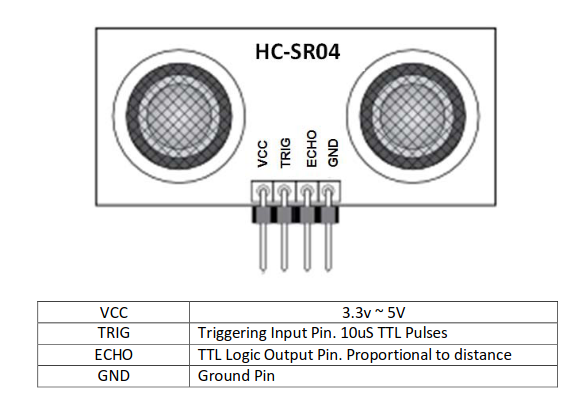 HC-SR04
VCC
TRIG
ECHO
GND
VCC 3.3v ~ 5V
TRIG Triggering Input Pin. 10uS TTL Pulses
ECHO TTL Logic Output Pin. Proportional to distance
GND Ground Pin